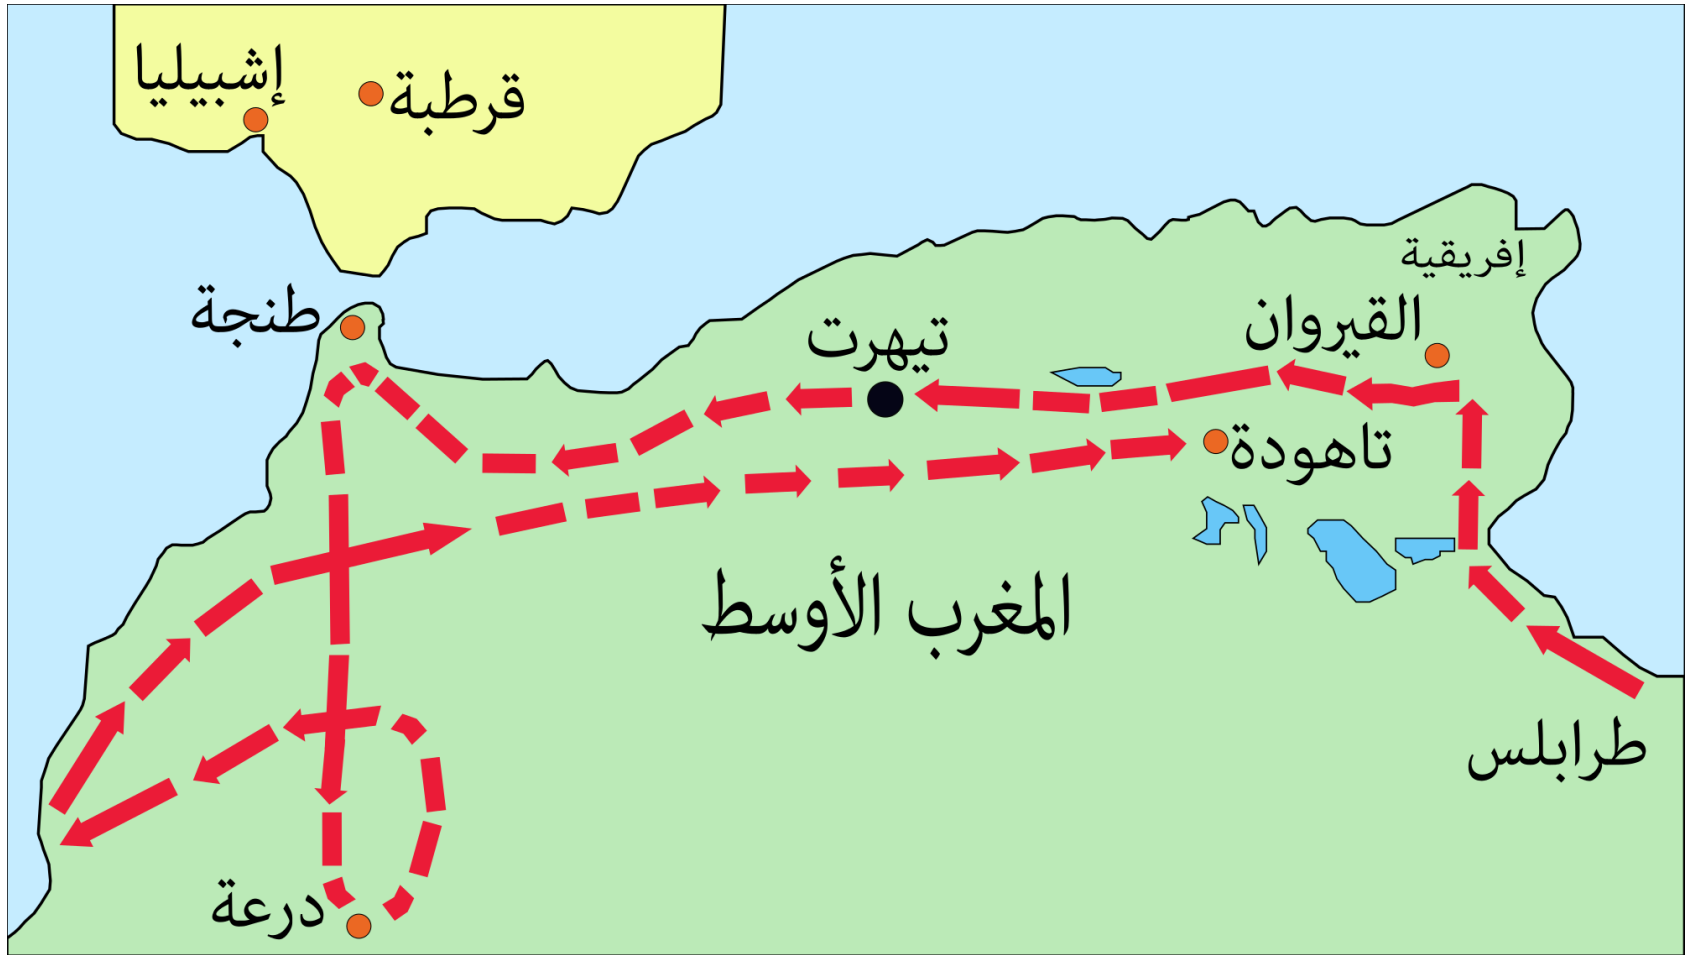 إشبيليا
قرطبة
إفريقية
طنجة
القيروان
تيهرت
تاهودة
المغرب الأوسط
طرابلس
درعة